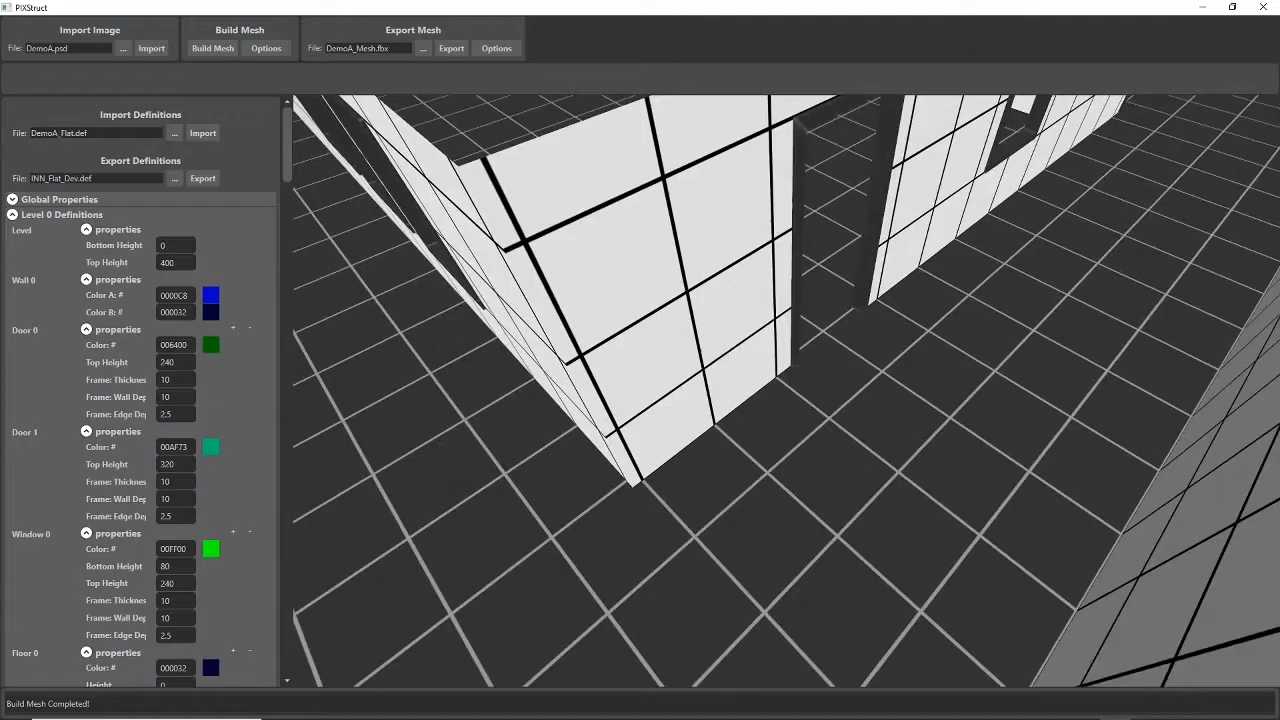 PIXStruct
Import Image
Build Mesh
Export Mesh
File: DemoA.psd ... Import
Build Mesh Options
File: DemoA_Mesh.fbx ... Export Options
Import Definitions
File: DemoA_Flat.def ... Import
Export Definitions
File: INN_Flat_Dev.def ... Export
Global Properties
Level 0 Definitions
Level properties
Bottom Height 0
Top Height 400
Wall 0 properties
Color A: # 0000C8
Color B: # 000032
Door 0 properties + -
Color: # 006400
Top Height 240
Frame: Thicknes 10
Frame: Wall Dep 10
Frame: Edge Dep 2.5
Door 1 properties
Color: # 00AF73
Top Height 320
Frame: Thicknes 10
Frame: Wall Dep 10
Frame: Edge Dep 2.5
Window 0 properties + -
Color: # 00FF00
Bottom Height 80
Top Height 240
Frame: Thicknes 10
Frame: Wall Dep 10
Frame: Edge Dep 2.5
Floor 0 properties + -
Color: # 000032
Height 0
Build Mesh Completed!